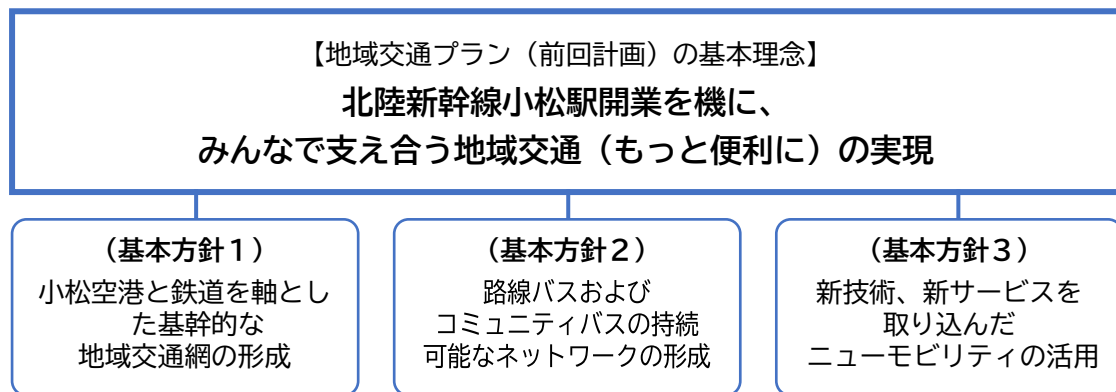 【地域交通プラン（前回計画）の基本理念】
北陸新幹線小松駅開業を機に、
みんなで支え合う地域交通（もっと便利に）の実現
（基本方針１）
小松空港と鉄道を軸とし
た基幹的な
地域交通網の形成
（基本方針２）
路線バスおよび
コミュニティバスの持続
可能なネットワークの形成
（基本方針３）
新技術、新サービスを
取り込んだ
ニューモビリティの活用